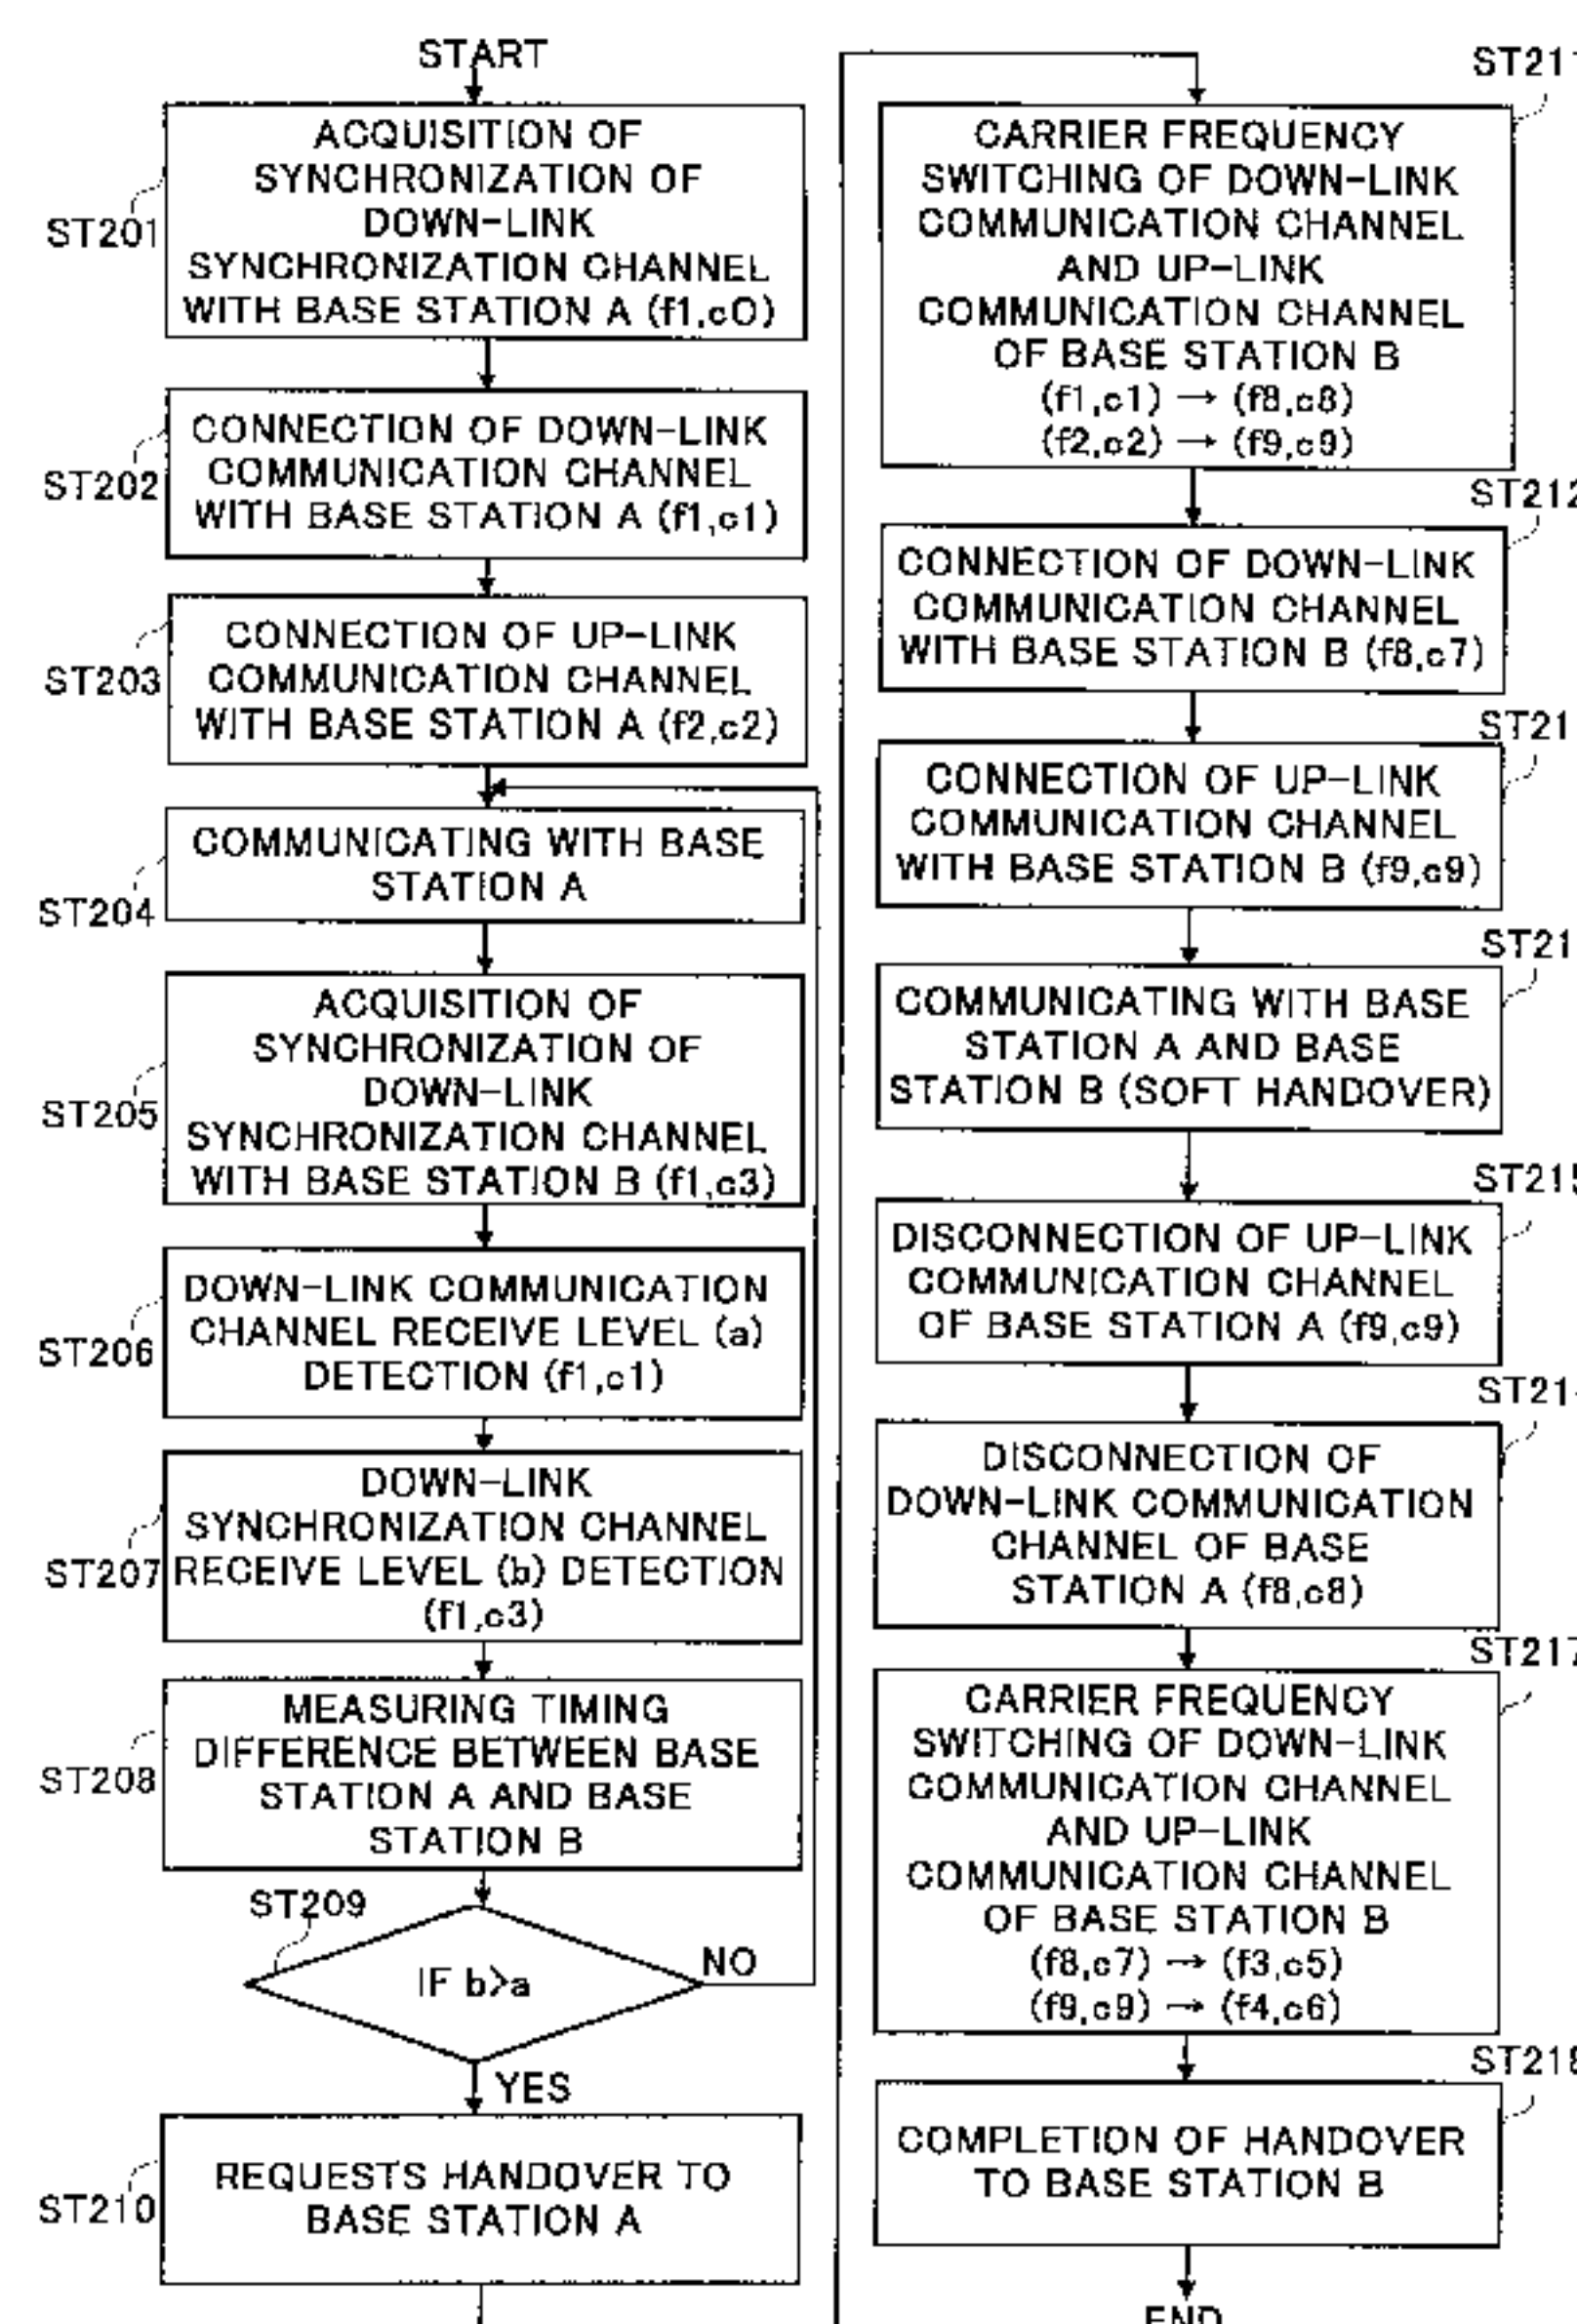 START
ST201
ACQUISITION OF
SYNCHRONIZATION OF
DOWN-LINK
SYNCHRONIZATION CHANNEL
WITH BASE STATION A (f1,c0)
ST202
CONNECTION OF DOWN-LINK
COMMUNICATION CHANNEL
WITH BASE STATION A (f1,c1)
ST203
CONNECTION OF UP-LINK
COMMUNICATION CHANNEL
WITH BASE STATION A (f2,c2)
ST204
COMMUNICATING WITH BASE
STATION A
ST205
ACQUISITION OF
SYNCHRONIZATION OF
DOWN-LINK
SYNCHRONIZATION CHANNEL
WITH BASE STATION B (f1,c3)
ST206
DOWN-LINK COMMUNICATION
CHANNEL RECEIVE LEVEL (a)
DETECTION (f1,c1)
ST207
DOWN-LINK
SYNCHRONIZATION CHANNEL
RECEIVE LEVEL (b) DETECTION
(f1,c3)
ST208
MEASURING TIMING
DIFFERENCE BETWEEN BASE
STATION A AND BASE
STATION B
ST209
IF b>a
NO
YES
ST210
REQUESTS HANDOVER TO
BASE STATION A
ST211
CARRIER FREQUENCY
SWITCHING OF DOWN-LINK
COMMUNICATION CHANNEL
AND UP-LINK
COMMUNICATION CHANNEL
OF BASE STATION B
(f1,c1) → (f8,c8)
(f2,c2) → (f9,c9)
ST212
CONNECTION OF DOWN-LINK
COMMUNICATION CHANNEL
WITH BASE STATION B (f8,c7)
ST21
CONNECTION OF UP-LINK
COMMUNICATION CHANNEL
WITH BASE STATION B (f9,c9)
ST21
COMMUNICATING WITH BASE
STATION A AND BASE
STATION B (SOFT HANDOVER)
ST215
DISCONNECTION OF UP-LINK
COMMUNICATION CHANNEL
OF BASE STATION A (f9,c9)
ST21
DISCONNECTION OF
DOWN-LINK COMMUNICATION
CHANNEL OF BASE
STATION A (f8,c8)
ST217
CARRIER FREQUENCY
SWITCHING OF DOWN-LINK
COMMUNICATION CHANNEL
AND UP-LINK
COMMUNICATION CHANNEL
OF BASE STATION B
(f8,c7) → (f3,c5)
(f9,c9) → (f4,c6)
ST218
COMPLETION OF HANDOVER
TO BASE STATION B
END